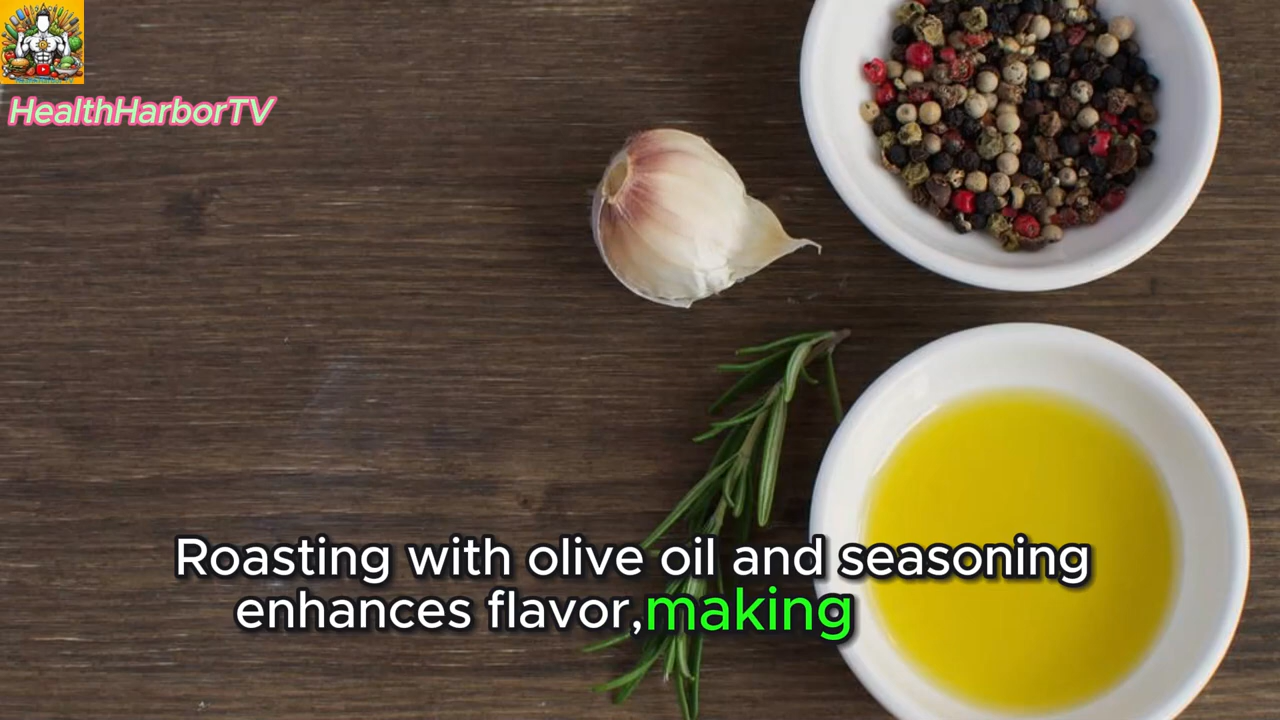 HealthHarborTV
Roasting with olive oil and seasoning
enhances flavor,making